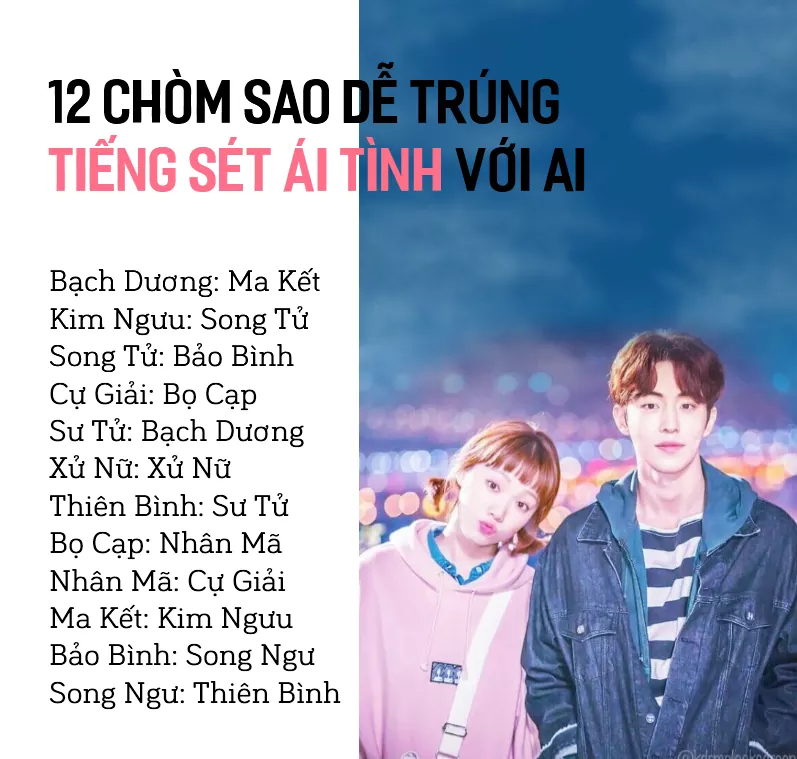 12 CHÒM SAO DỄ TRÚNG
TIẾNG SÉT ÁI TÌNH VỚI AI
Bạch Dương: Ma Kết
Kim Ngưu: Song Tử
Song Tử: Bảo Bình
Cự Giải: Bọ Cạp
Sư Tử: Bạch Dương
Xử Nữ: Xử Nữ
Thiên Bình: Sư Tử
Bọ Cạp: Nhân Mã
Nhân Mã: Cự Giải
Ma Kết: Kim Ngưu
Bảo Bình: Song Ngư
Song Ngư: Thiên Bình